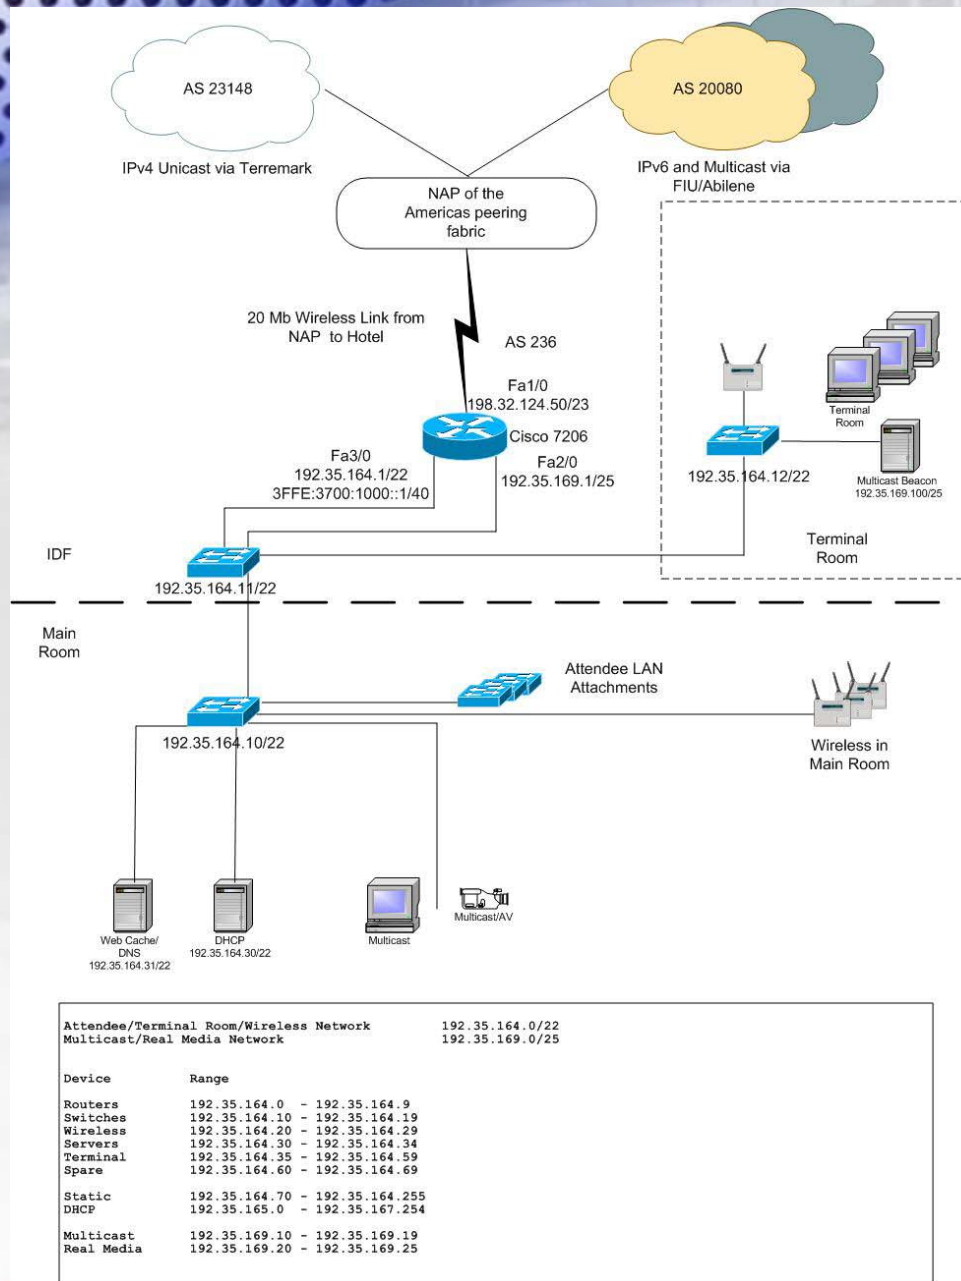 AS 23148
AS 20080
IPv4 Unicast via Terremark
IPv6 and Multicast via
FIU/Abilene
NAP of the
Americas peering
fabric
20 Mb Wireless Link from
NAP to Hotel
AS 236
Fa1/0
198.32.124.50/23
Cisco 7206
Fa3/0
192.35.164.1/22
3FFE:3700:1000::1/40
Fa2/0
192.35.169.1/25
Terminal
Room
192.35.164.12/22
Multicast Beacon
192.35.169.100/25
Terminal
Room
IDF
192.35.164.11/22
Main
Room
Attendee LAN
Attachments
192.35.164.10/22
Wireless in
Main Room
Web Cache/
DNS
192.35.164.31/22
DHCP
192.35.164.30/22
Multicast
Multicast/AV
Attendee/Terminal Room/Wireless Network 192.35.164.0/22
Multicast/Real Media Network 192.35.169.0/25
Device Range
Routers 192.35.164.0 - 192.35.164.9
Switches 192.35.164.10 - 192.35.164.19
Wireless 192.35.164.20 - 192.35.164.29
Servers 192.35.164.30 - 192.35.164.34
Terminal 192.35.164.35 - 192.35.164.59
Spare 192.35.164.60 - 192.35.164.69
Static 192.35.164.70 - 192.35.164.255
DHCP 192.35.165.0 - 192.35.167.254
Multicast 192.35.169.10 - 192.35.169.19
Real Media 192.35.169.20 - 192.35.169.25